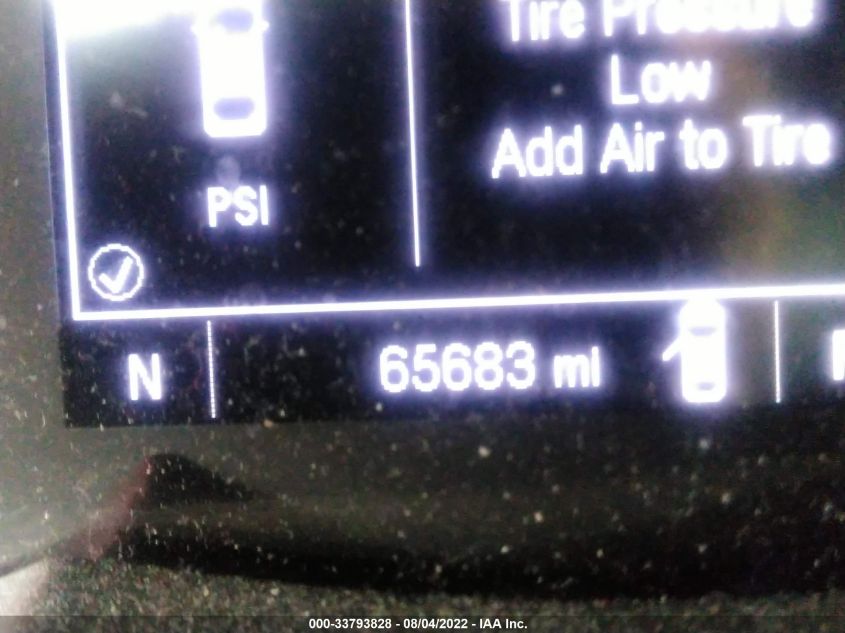 Tire Pressure
Low
Add Air to Tire
PSI
N
65683 mi
000-33793828 - 08/04/2022 - IAA Inc.